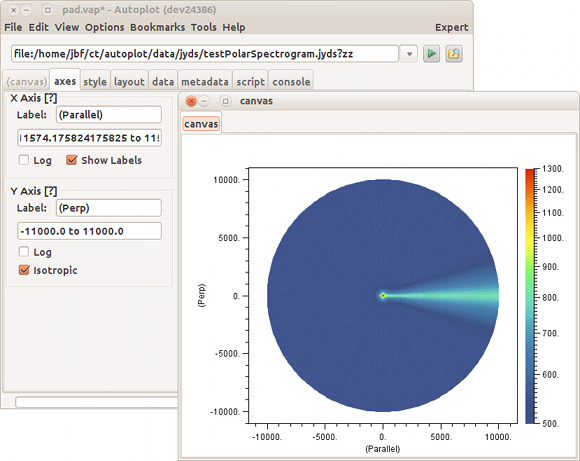 pad.vap* - Autoplot (dev24386)
File Edit View Options Bookmarks Tools Help Expert
file:/home/jbf/ct/autoplot/data/jyds/testPolarSpectrogram.jyds?zz
(canvas) axes style layout data metadata script console
X Axis [?]
Label: (Parallel)
1574.175824175825 to 115
Log Show Labels
Y Axis [?]
Label: (Perp)
-11000.0 to 11000.0
Log
Isotropic
canvas
canvas
10000.
5000.
0.
-5000.
-10000.
(Perp)
-10000. -5000. 0. 5000. 10000.
(Parallel)
1300.
1200.
1100.
1000.
900.
800.
700.
600.
500.